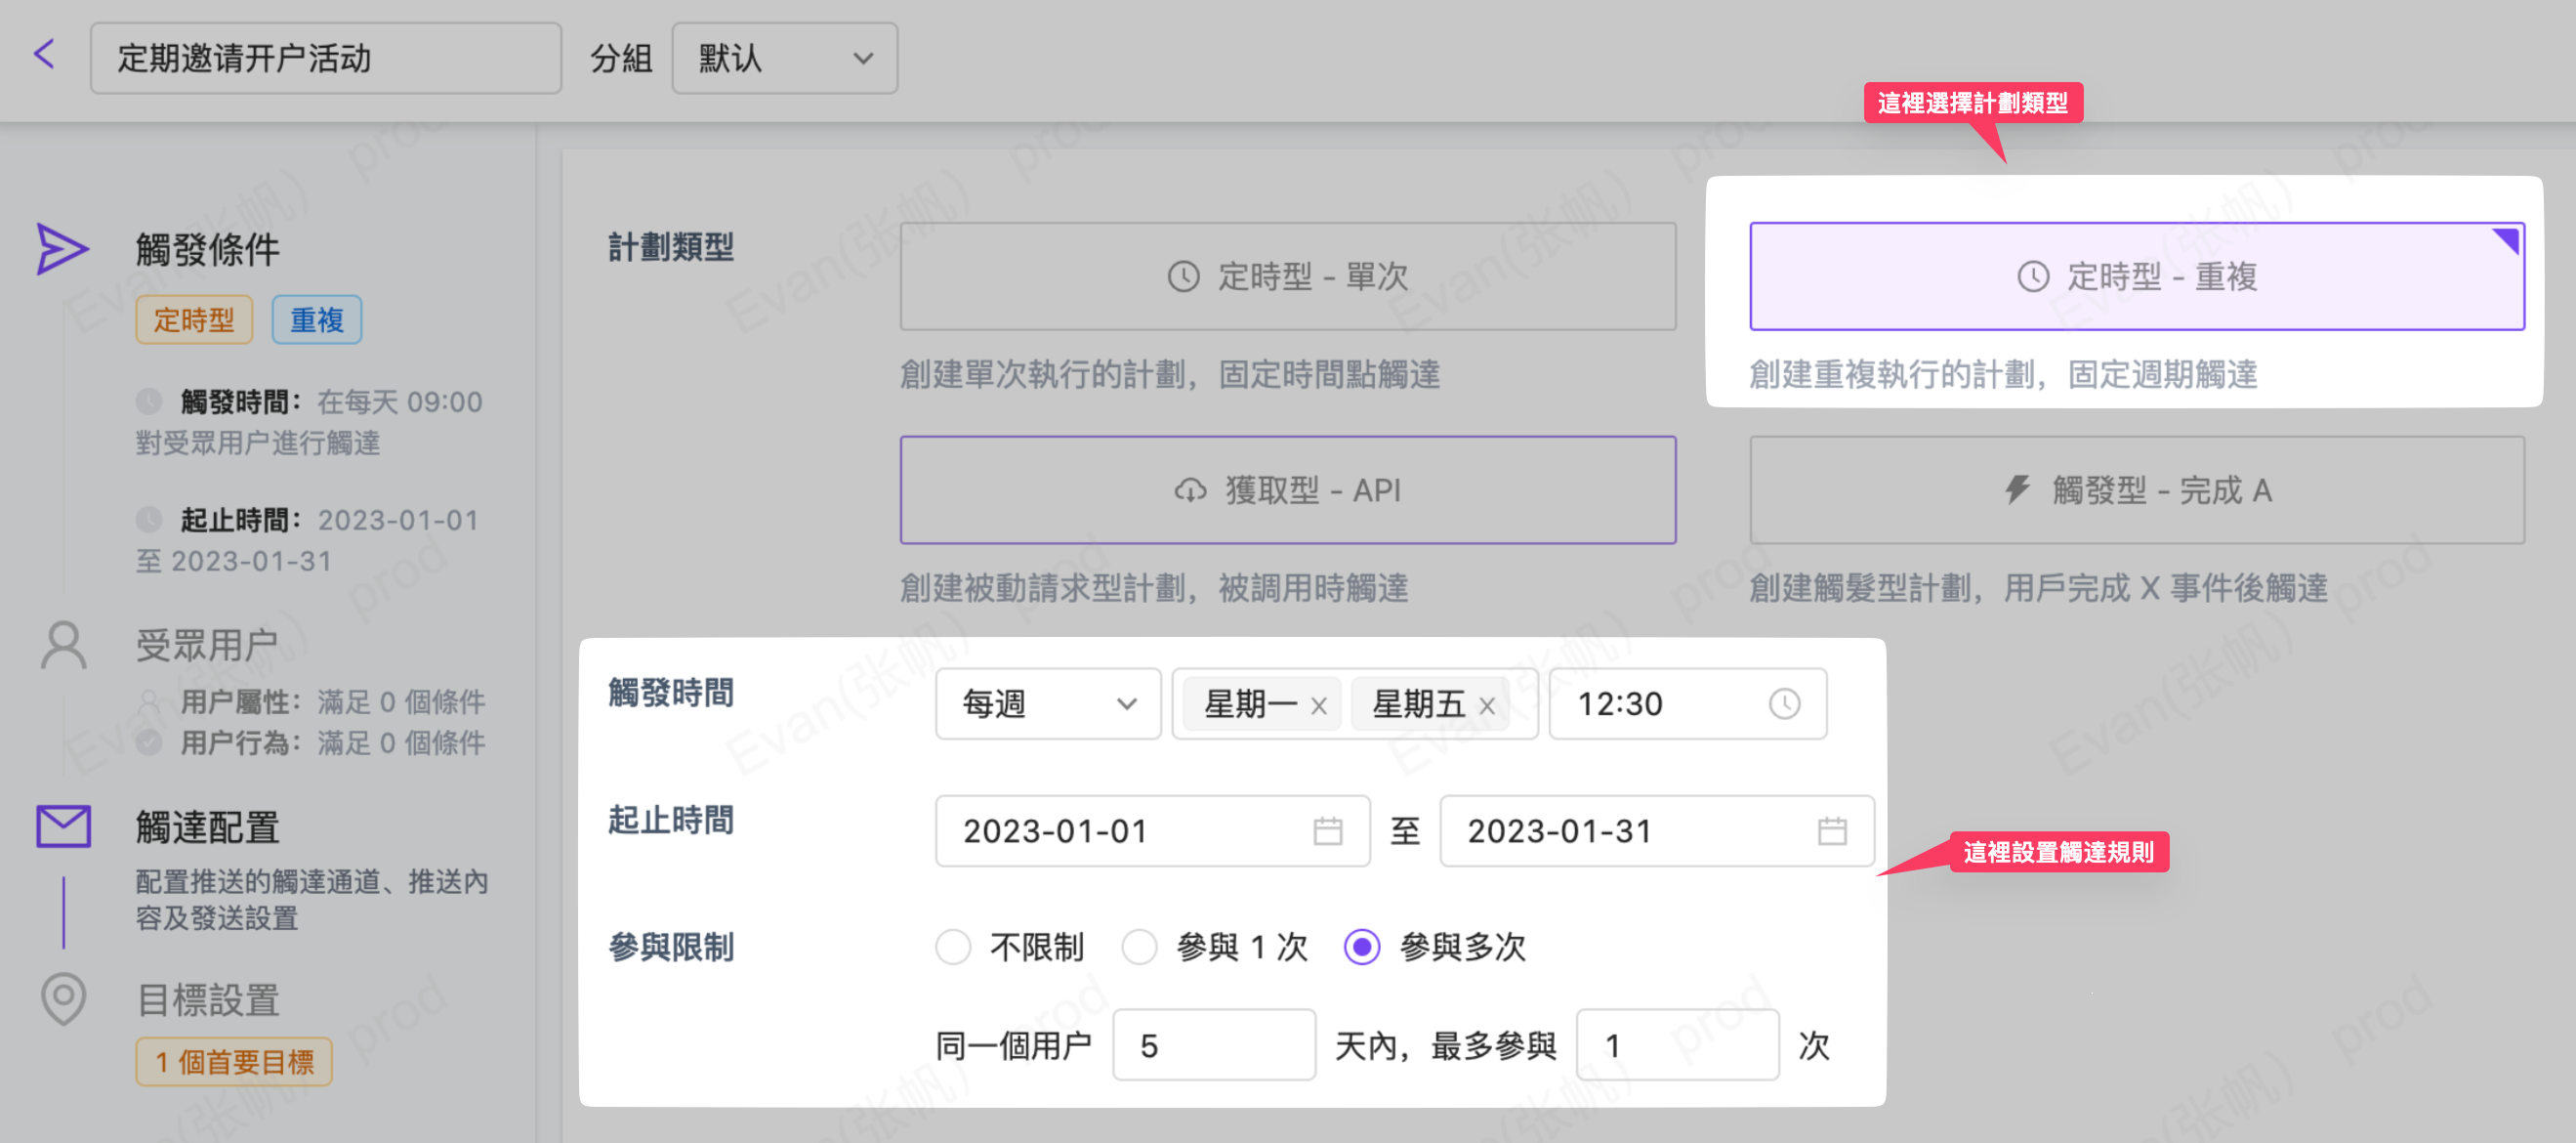 定期邀请开户活动 分組 默认
這裡選擇計劃類型
觸發條件
定時型 重複
觸發時間：在每天 09:00
對受眾用户進行觸達
起止時間：2023-01-01
至 2023-01-31
受眾用户
用户屬性：滿足 0 個條件
用户行為：滿足 0 個條件
觸達配置
配置推送的觸達通道、推送內
容及發送設置
目標設置
1 個首要目標
計劃類型
定時型 - 單次
創建單次執行的計劃，固定時間點觸達
定時型 - 重複
創建重複執行的計劃，固定週期觸達
獲取型 - API
創建被動請求型計劃，被調用時觸達
觸發型 - 完成 A
創建觸髮型計劃，用戶完成 X 事件後觸達
觸發時間 每週 星期一 x 星期五 x 12:30
起止時間 2023-01-01 至 2023-01-31
這裡設置觸達規則
參與限制 不限制 參與 1 次 參與多次
同一個用户 5 天內，最多參與 1 次
Evan(张帆) prod